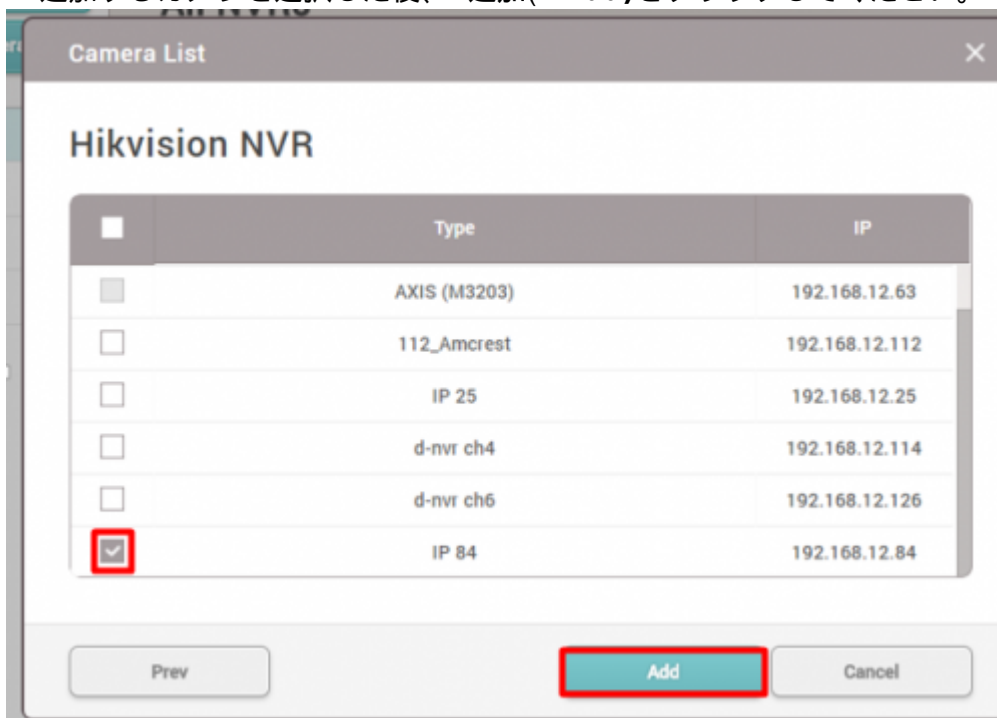 Camera List
Hikvision NVR
Type IP
AXIS (M3203) 192.168.12.63
112_Amcrest 192.168.12.112
IP 25 192.168.12.25
d-nvr ch4 192.168.12.114
d-nvr ch6 192.168.12.126
IP 84 192.168.12.84
Prev Add Cancel